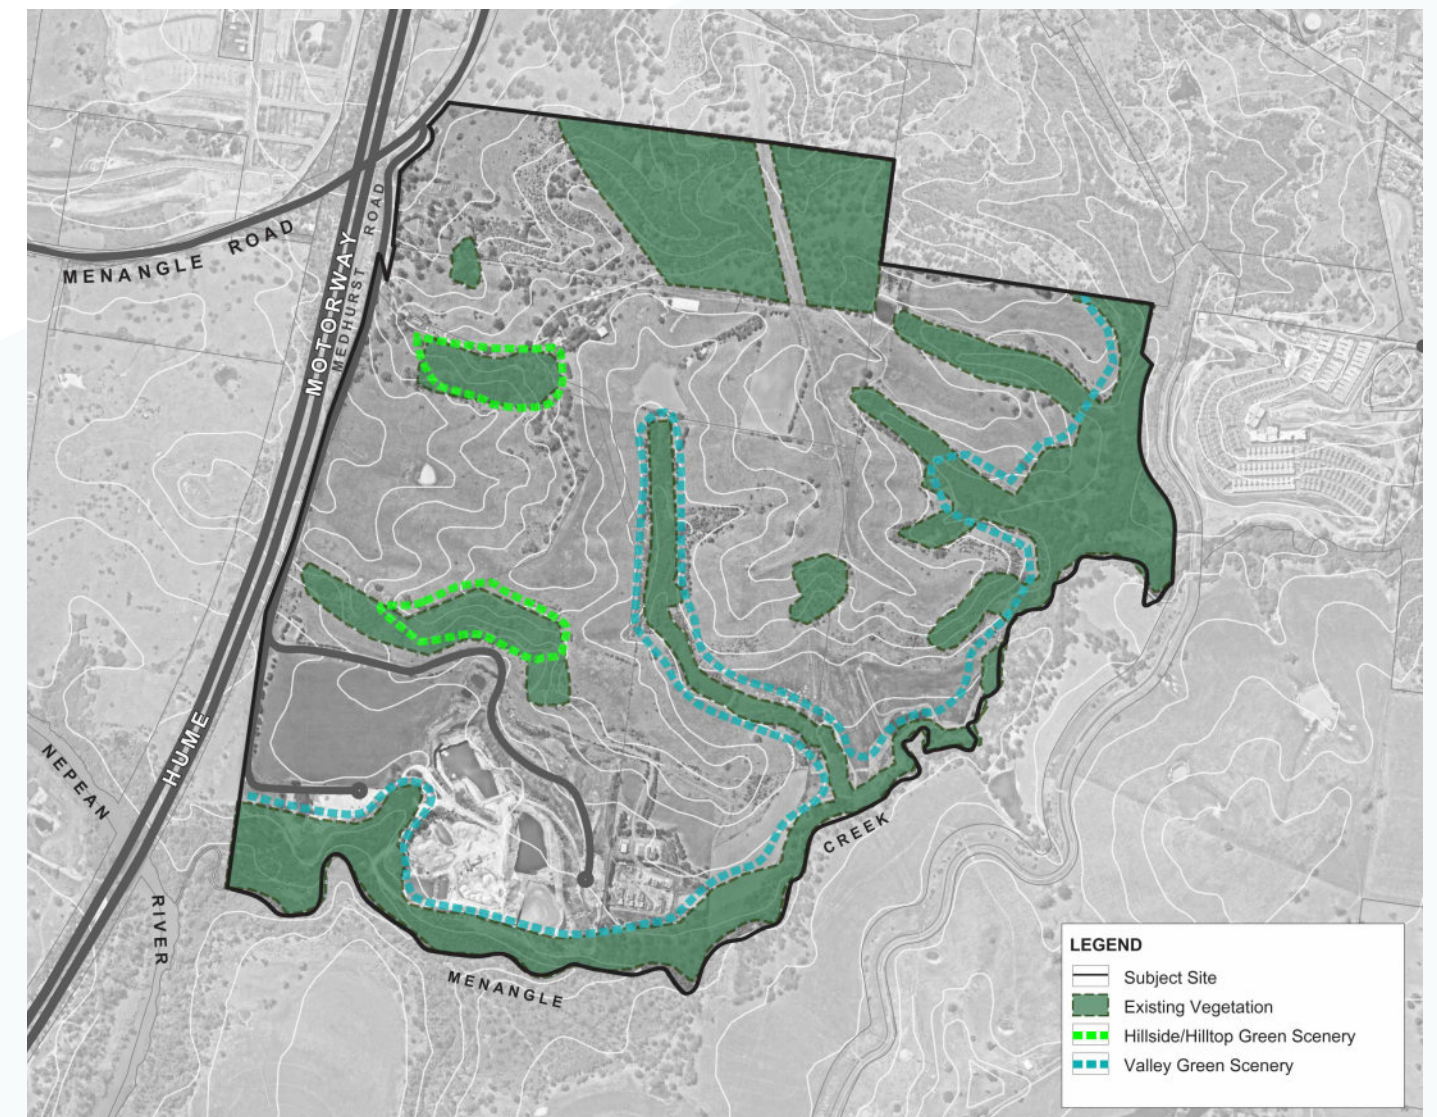 MENANGLE ROAD
MOTORWAY
MEDHURST ROAD
HUME
NEPEAN
RIVER
CREEK
MENANGLE
LEGEND
Subject Site
Existing Vegetation
Hillside/Hilltop Green Scenery
Valley Green Scenery